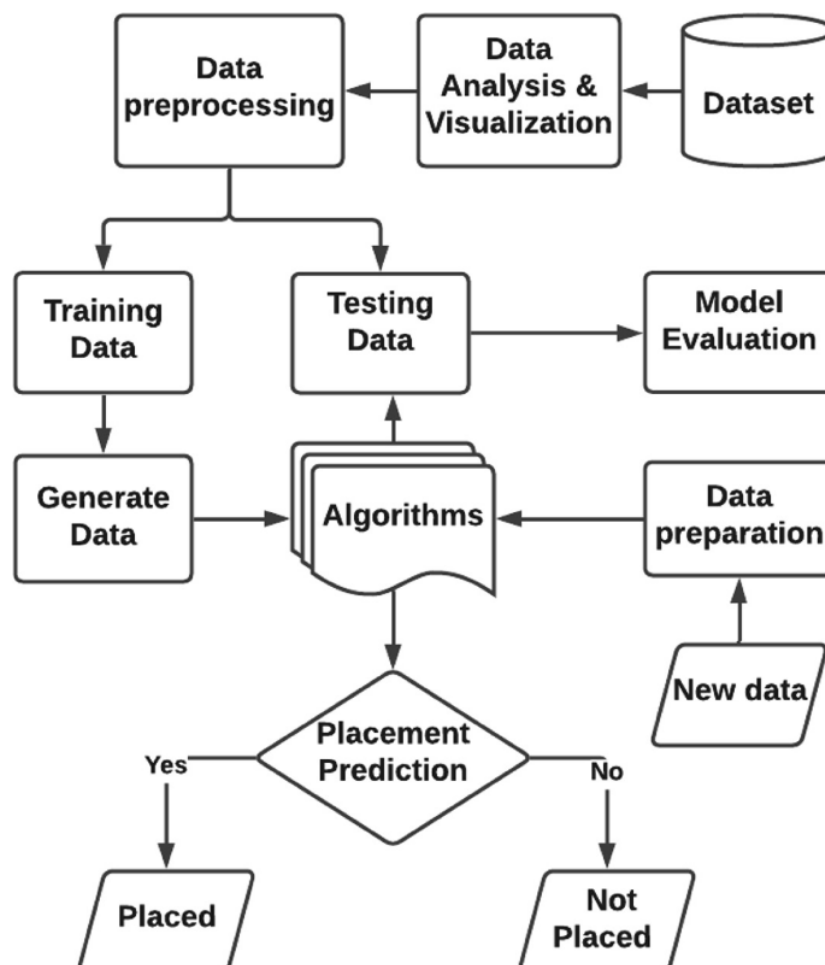 Data
preprocessing
Data
Analysis &
Visualization
Dataset
Training
Data
Testing
Data
Model
Evaluation
Generate
Data
Algorithms
Data
preparation
New data
Placement
Prediction
Yes
No
Placed
Not
Placed